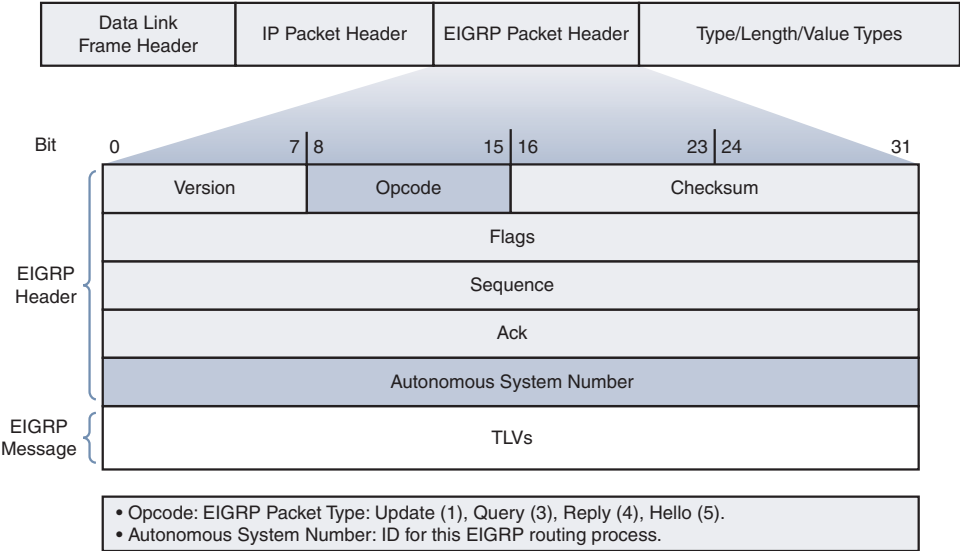 Data Link
Frame Header
IP Packet Header
EIGRP Packet Header
Type/Length/Value Types
Bit 0 7 8 15 16 23 24 31
Version Opcode Checksum
Flags
Sequence
EIGRP
Header
Ack
Autonomous System Number
EIGRP
Message
TLVs
• Opcode: EIGRP Packet Type: Update (1), Query (3), Reply (4), Hello (5).
• Autonomous System Number: ID for this EIGRP routing process.